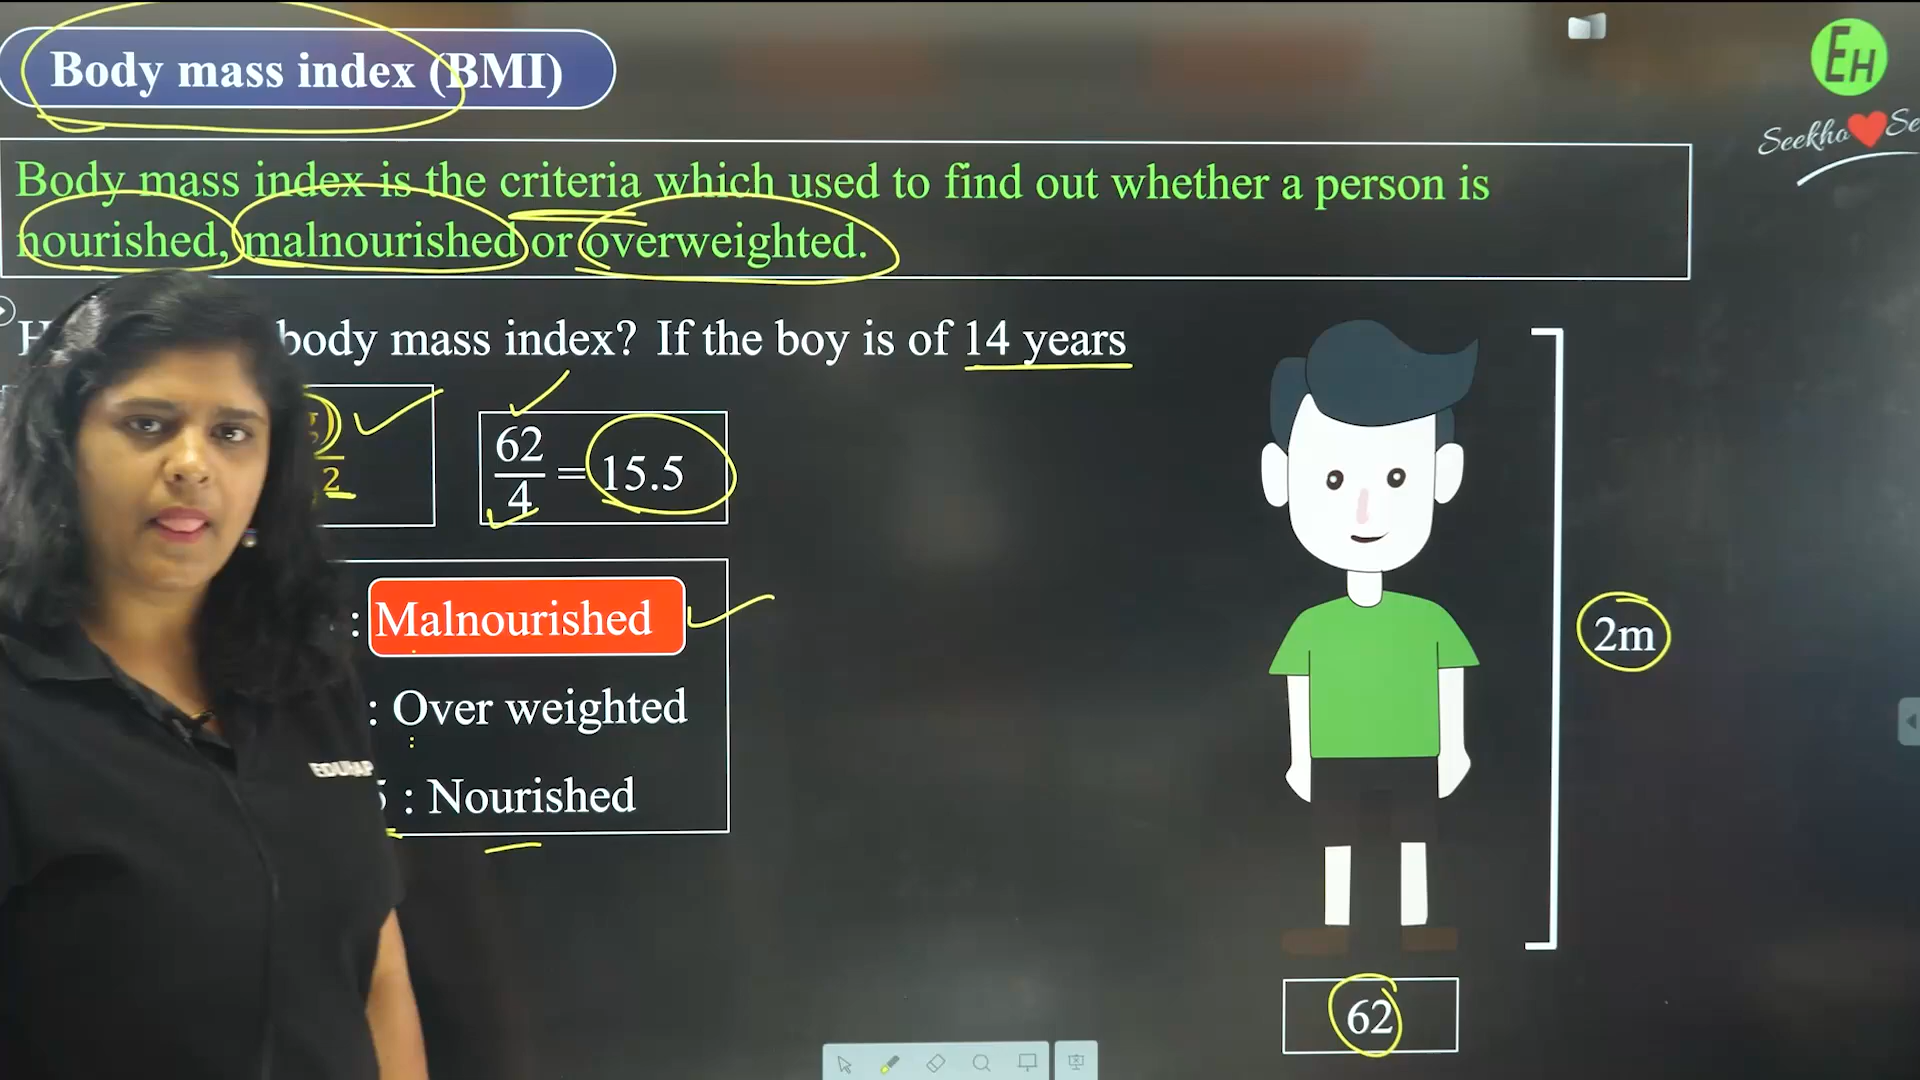 Body mass index (BMI)
EH
Seekho ❤ Se
Body mass index is the criteria which used to find out whether a person is
nourished, malnourished or overweighted.
body mass index? If the boy is of 14 years
2
62
4
= 15.5
: Malnourished
: Over weighted
5 : Nourished
2m
62